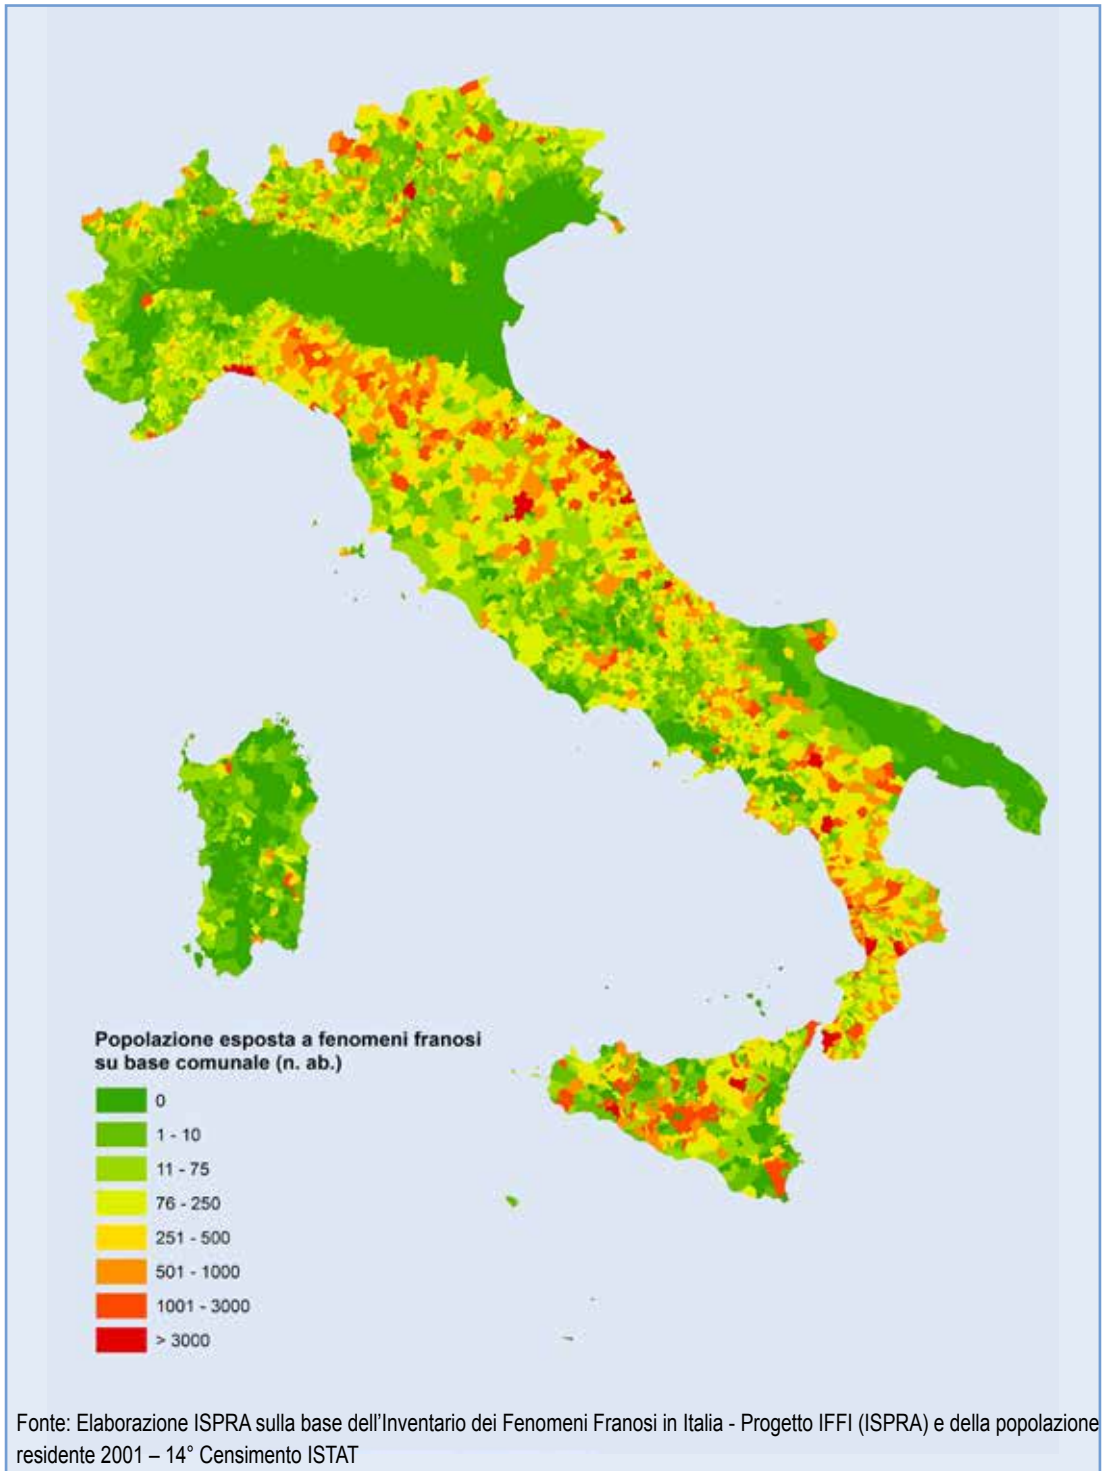 Popolazione esposta a fenomeni franosi
su base comunale (n. ab.)
0
1 - 10
11 - 75
76 - 250
251 - 500
501 - 1000
1001 - 3000
> 3000
Fonte: Elaborazione ISPRA sulla base dell'Inventario dei Fenomeni Franosi in Italia - Progetto IFFI (ISPRA) e della popolazione
residente 2001 – 14° Censimento ISTAT